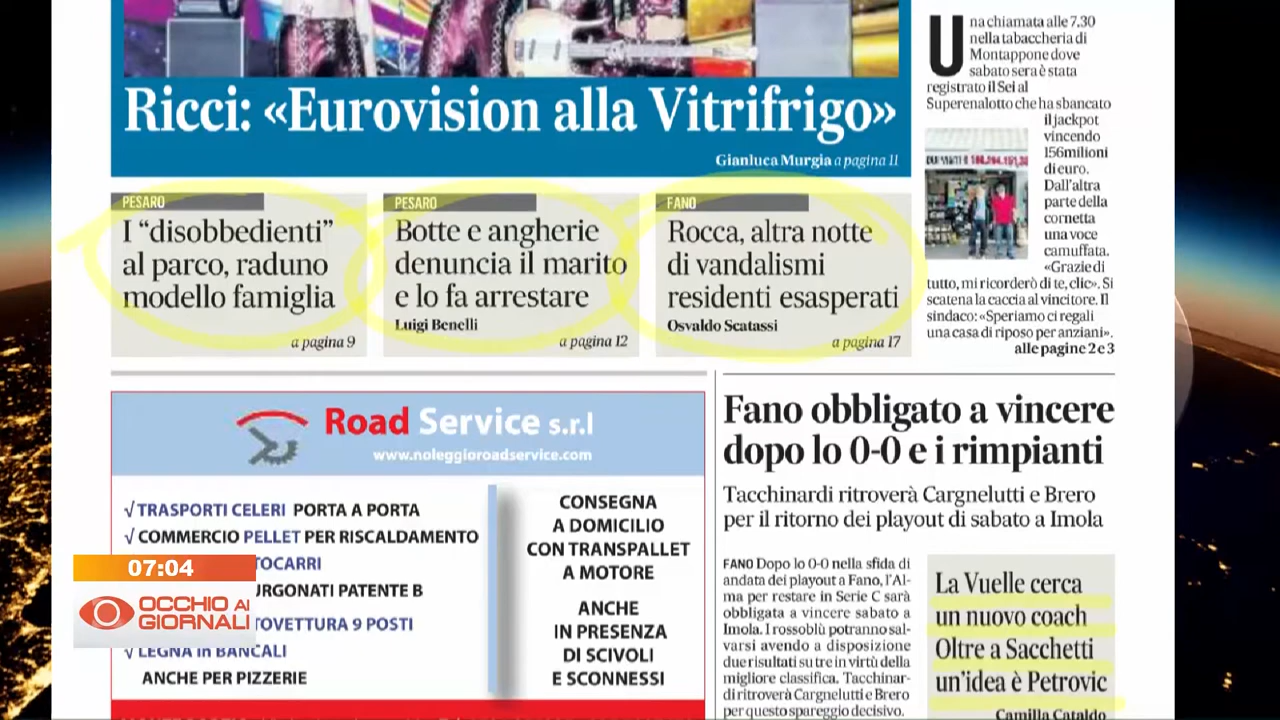 Ricci: «Eurovision alla Vitrifrigo»
Gianluca Murgia a pagina 11
PESARO
I “disobbedienti”
al parco, raduno
modello famiglia
a pagina 9
PESARO
Botte e angherie
denuncia il marito
e lo fa arrestare
Luigi Benelli
a pagina 12
FANO
Rocca, altra notte
di vandalismi
residenti esasperati
Osvaldo Scatassi
a pagina 17
Una chiamata alle 7.30
nella tabaccheria di
Montappone dove
sabato sera è stata
registrato il Sei al
Superenalotto che ha sbancato
il jackpot
vincendo
156milioni
di euro.
Dall'altra
parte della
cornetta
una voce
camuffata.
«Grazie di
tutto, mi ricorderò di te, clic». Si
scatena la caccia al vincitore. Il
sindaco: «Speriamo ci regali
una casa di riposo per anziani».
alle pagine 2 e 3
Road Service s.r.l
www.noleggioroadservice.com
√ TRASPORTI CELERI PORTA A PORTA
√ COMMERCIO PELLET PER RISCALDAMENTO
TOCARRI
URGONATI PATENTE B
TOVETTURA 9 POSTI
√ LEGNA in BANCALI
ANCHE PER PIZZERIE
CONSEGNA
A DOMICILIO
CON TRANSPALLET
A MOTORE
ANCHE
IN PRESENZA
DI SCIVOLI
E SCONNESSI
Fano obbligato a vincere
dopo lo 0-0 e i rimpianti
Tacchinardi ritroverà Cargnelutti e Brero
per il ritorno dei playout di sabato a Imola
FANO Dopo lo 0-0 nella sfida di
andata dei playout a Fano, l'Al-
ma per restare in Serie C sarà
obbligata a vincere sabato a
Imola. I rossoblù potranno sal-
varsi avendo a disposizione
due risultati su tre in virtù della
migliore classifica. Tacchinar-
di ritroverà Cargnelutti e Brero
per questo spareggio decisivo.
La Vuelle cerca
un nuovo coach
Oltre a Sacchetti
un'idea è Petrovic
Camilla Cataldo
07:04
OCCHIO AI
GIORNALI